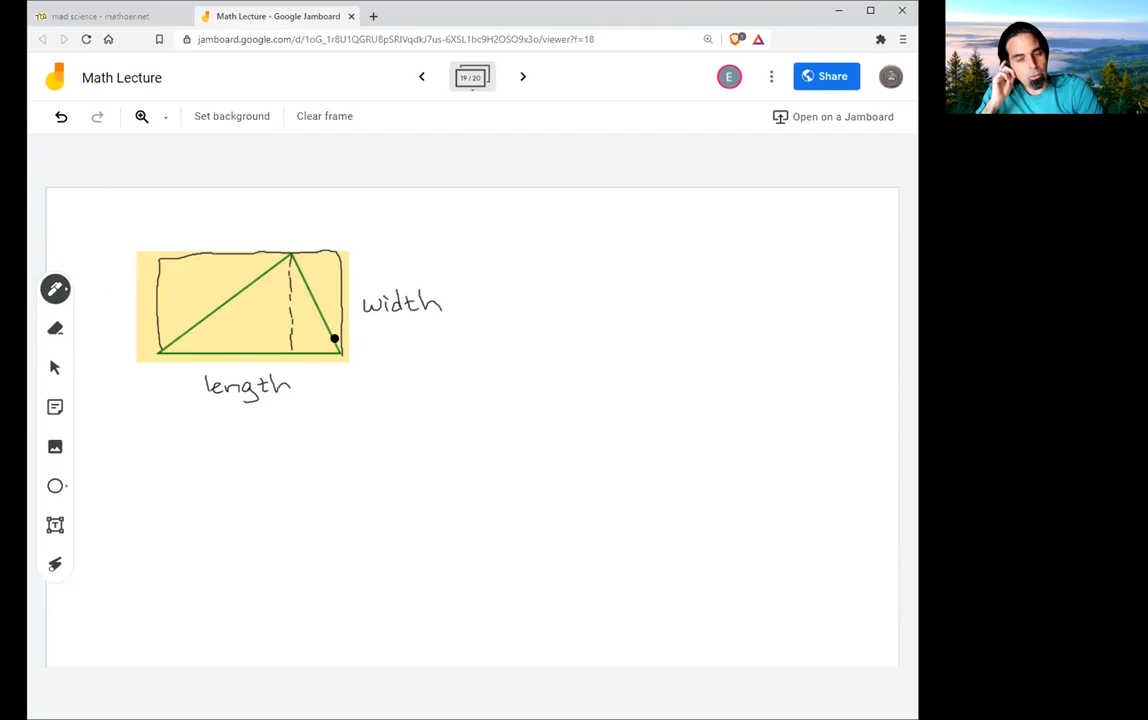 mad science - mathoer.net
Math Lecture - Google Jamboard
jamboard.google.com/d/1oG_1r8U1QGRU8pSRIVqdkJ7us-6XSL1bc9H2OSO9x3o/viewer?f=18
Math Lecture
19 / 20
E
Share
Set background
Clear frame
Open on a Jamboard
width
length